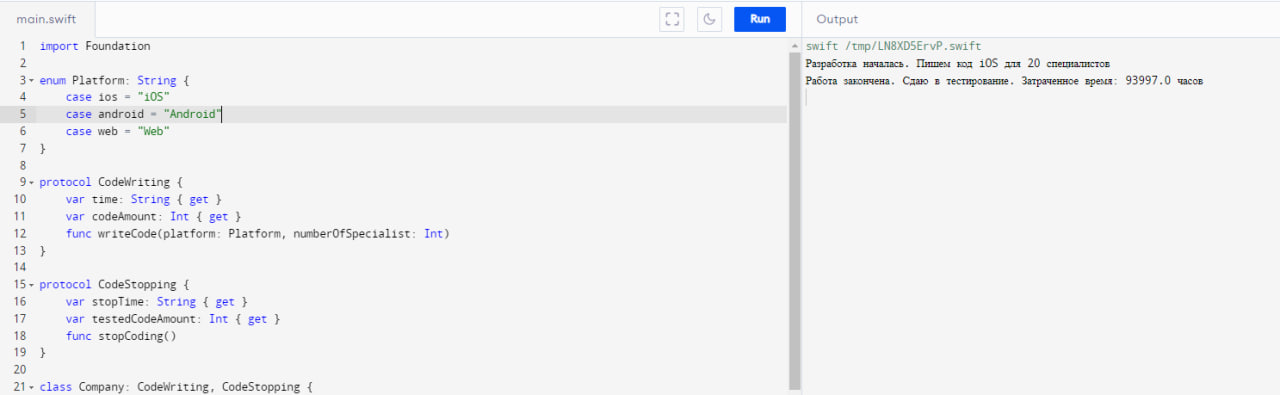 main.swift
Run
Output
1 import Foundation
2
3 enum Platform: String {
4 case ios = "iOS"
5 case android = "Android"
6 case web = "Web"
7 }
8
9 protocol CodeWriting {
10 var time: String { get }
11 var codeAmount: Int { get }
12 func writeCode(platform: Platform, numberOfSpecialist: Int)
13 }
14
15 protocol CodeStopping {
16 var stopTime: String { get }
17 var testedCodeAmount: Int { get }
18 func stopCoding()
19 }
20
21 class Company: CodeWriting, CodeStopping {
swift /tmp/LN8XD5ErvP.swift
Разработка началась. Пишем код iOS для 20 специалистов
Работа закончена. Сдаю в тестирование. Затраченное время: 93997.0 часов